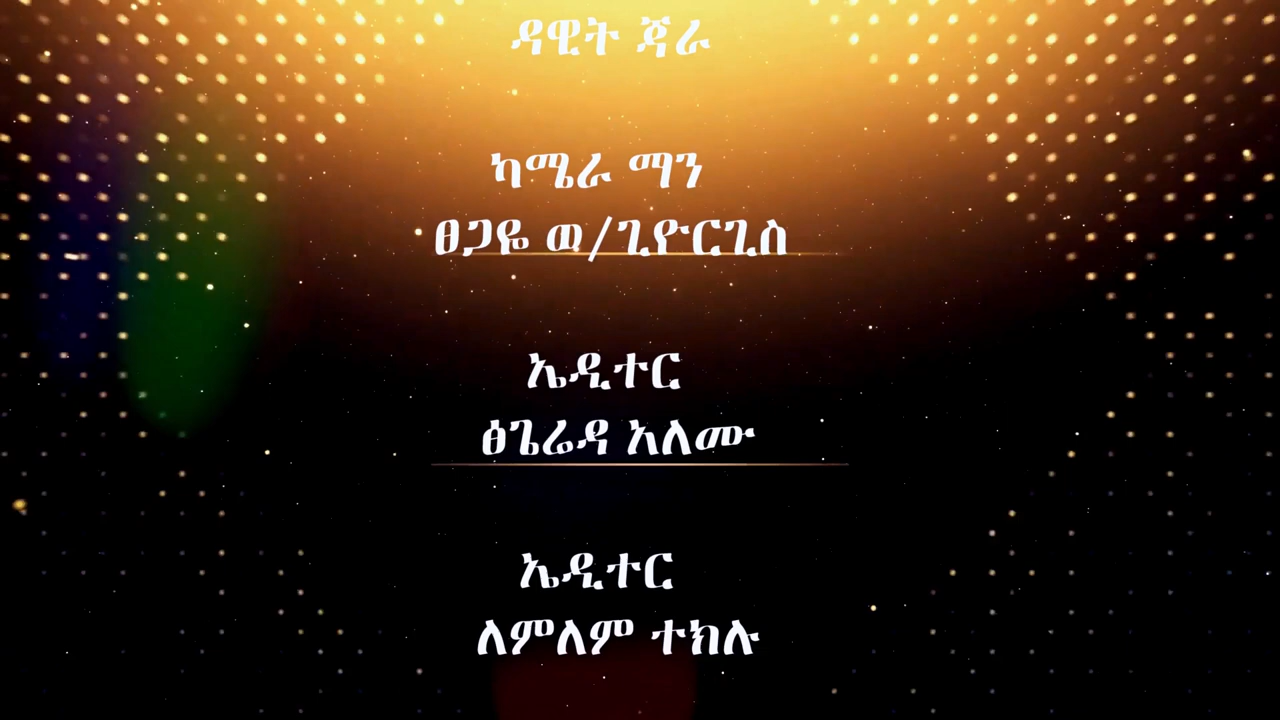 ዳዊት ጃራ
ካሜራ ማን
ፀጋዬ ወ/ጊዮርጊስ
ኤዲተር
ፅጌሬዳ አለሙ
ኤዲተር
ለምለም ተክሉ